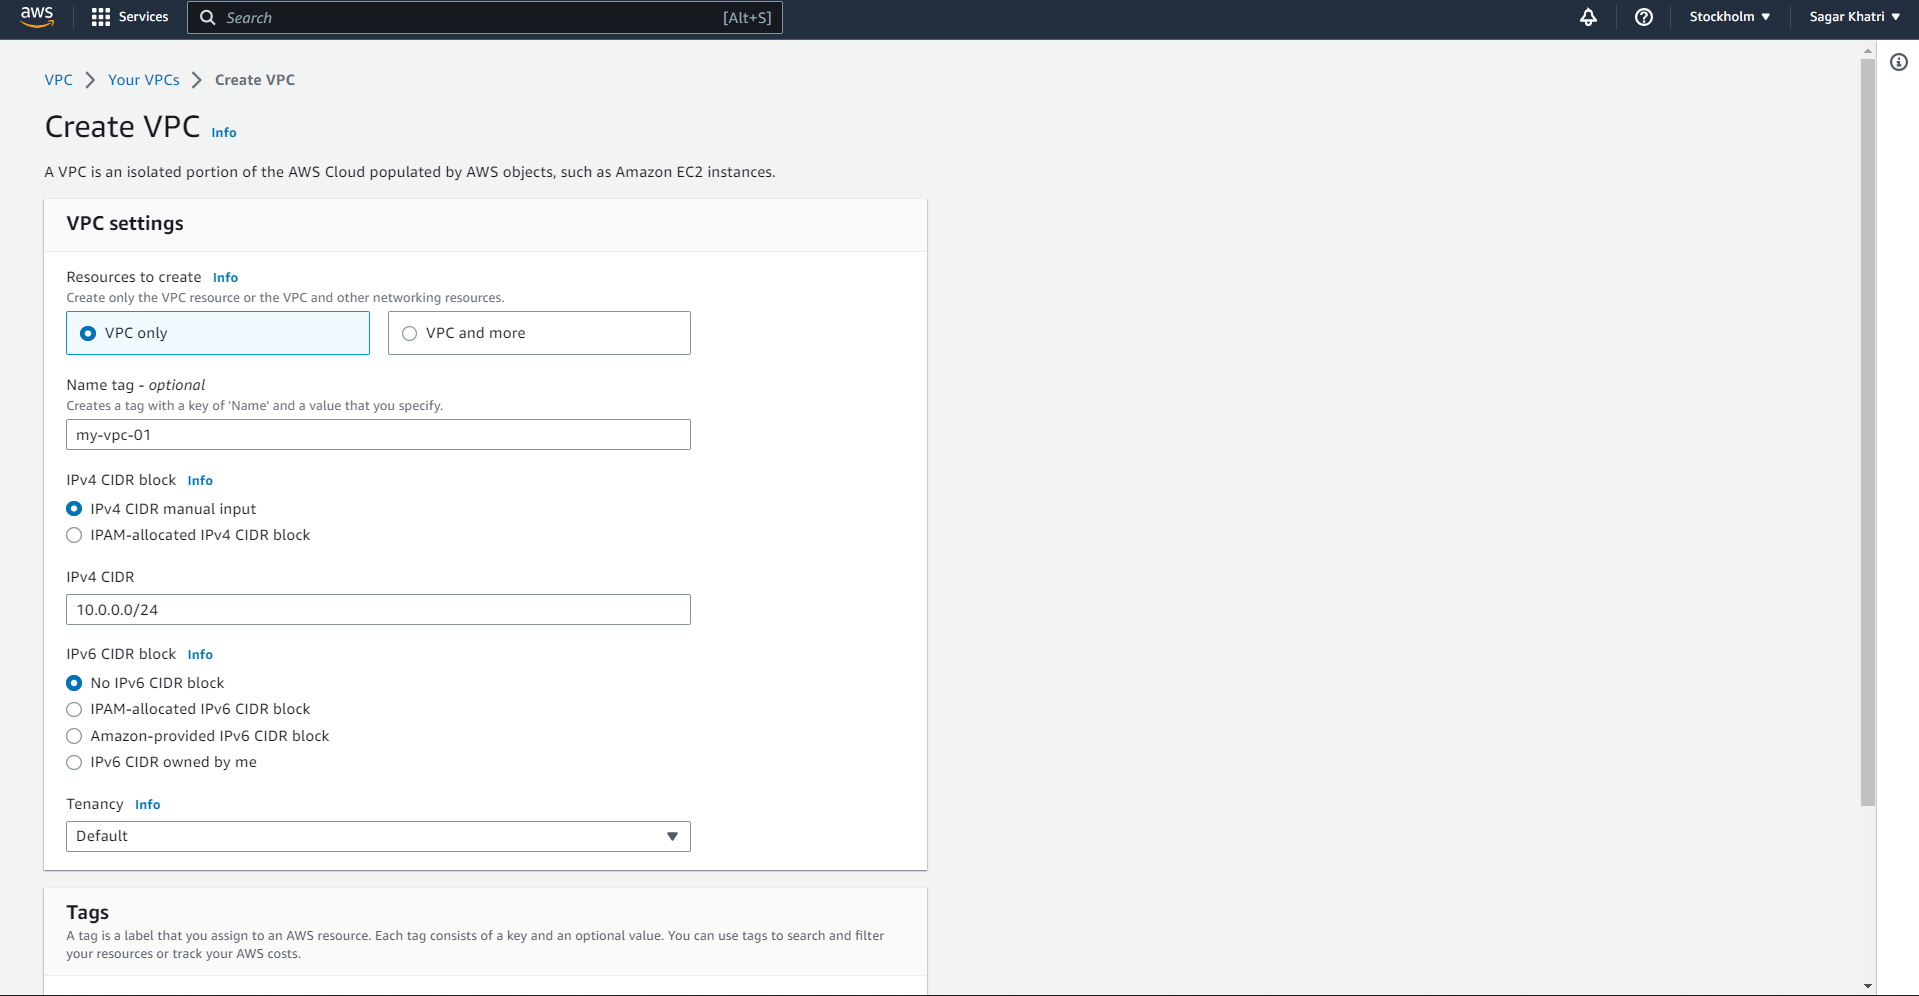 aws
Services
Search [Alt+S]
Stockholm
Sagar Khatri
VPC Your VPCs Create VPC
Create VPC Info
A VPC is an isolated portion of the AWS Cloud populated by AWS objects, such as Amazon EC2 instances.
VPC settings
Resources to create Info
Create only the VPC resource or the VPC and other networking resources.
VPC only
VPC and more
Name tag - optional
Creates a tag with a key of 'Name' and a value that you specify.
my-vpc-01
IPv4 CIDR block Info
IPv4 CIDR manual input
IPAM-allocated IPv4 CIDR block
IPv4 CIDR
10.0.0.0/24
IPv6 CIDR block Info
No IPv6 CIDR block
IPAM-allocated IPv6 CIDR block
Amazon-provided IPv6 CIDR block
IPv6 CIDR owned by me
Tenancy Info
Default
Tags
A tag is a label that you assign to an AWS resource. Each tag consists of a key and an optional value. You can use tags to search and filter
your resources or track your AWS costs.